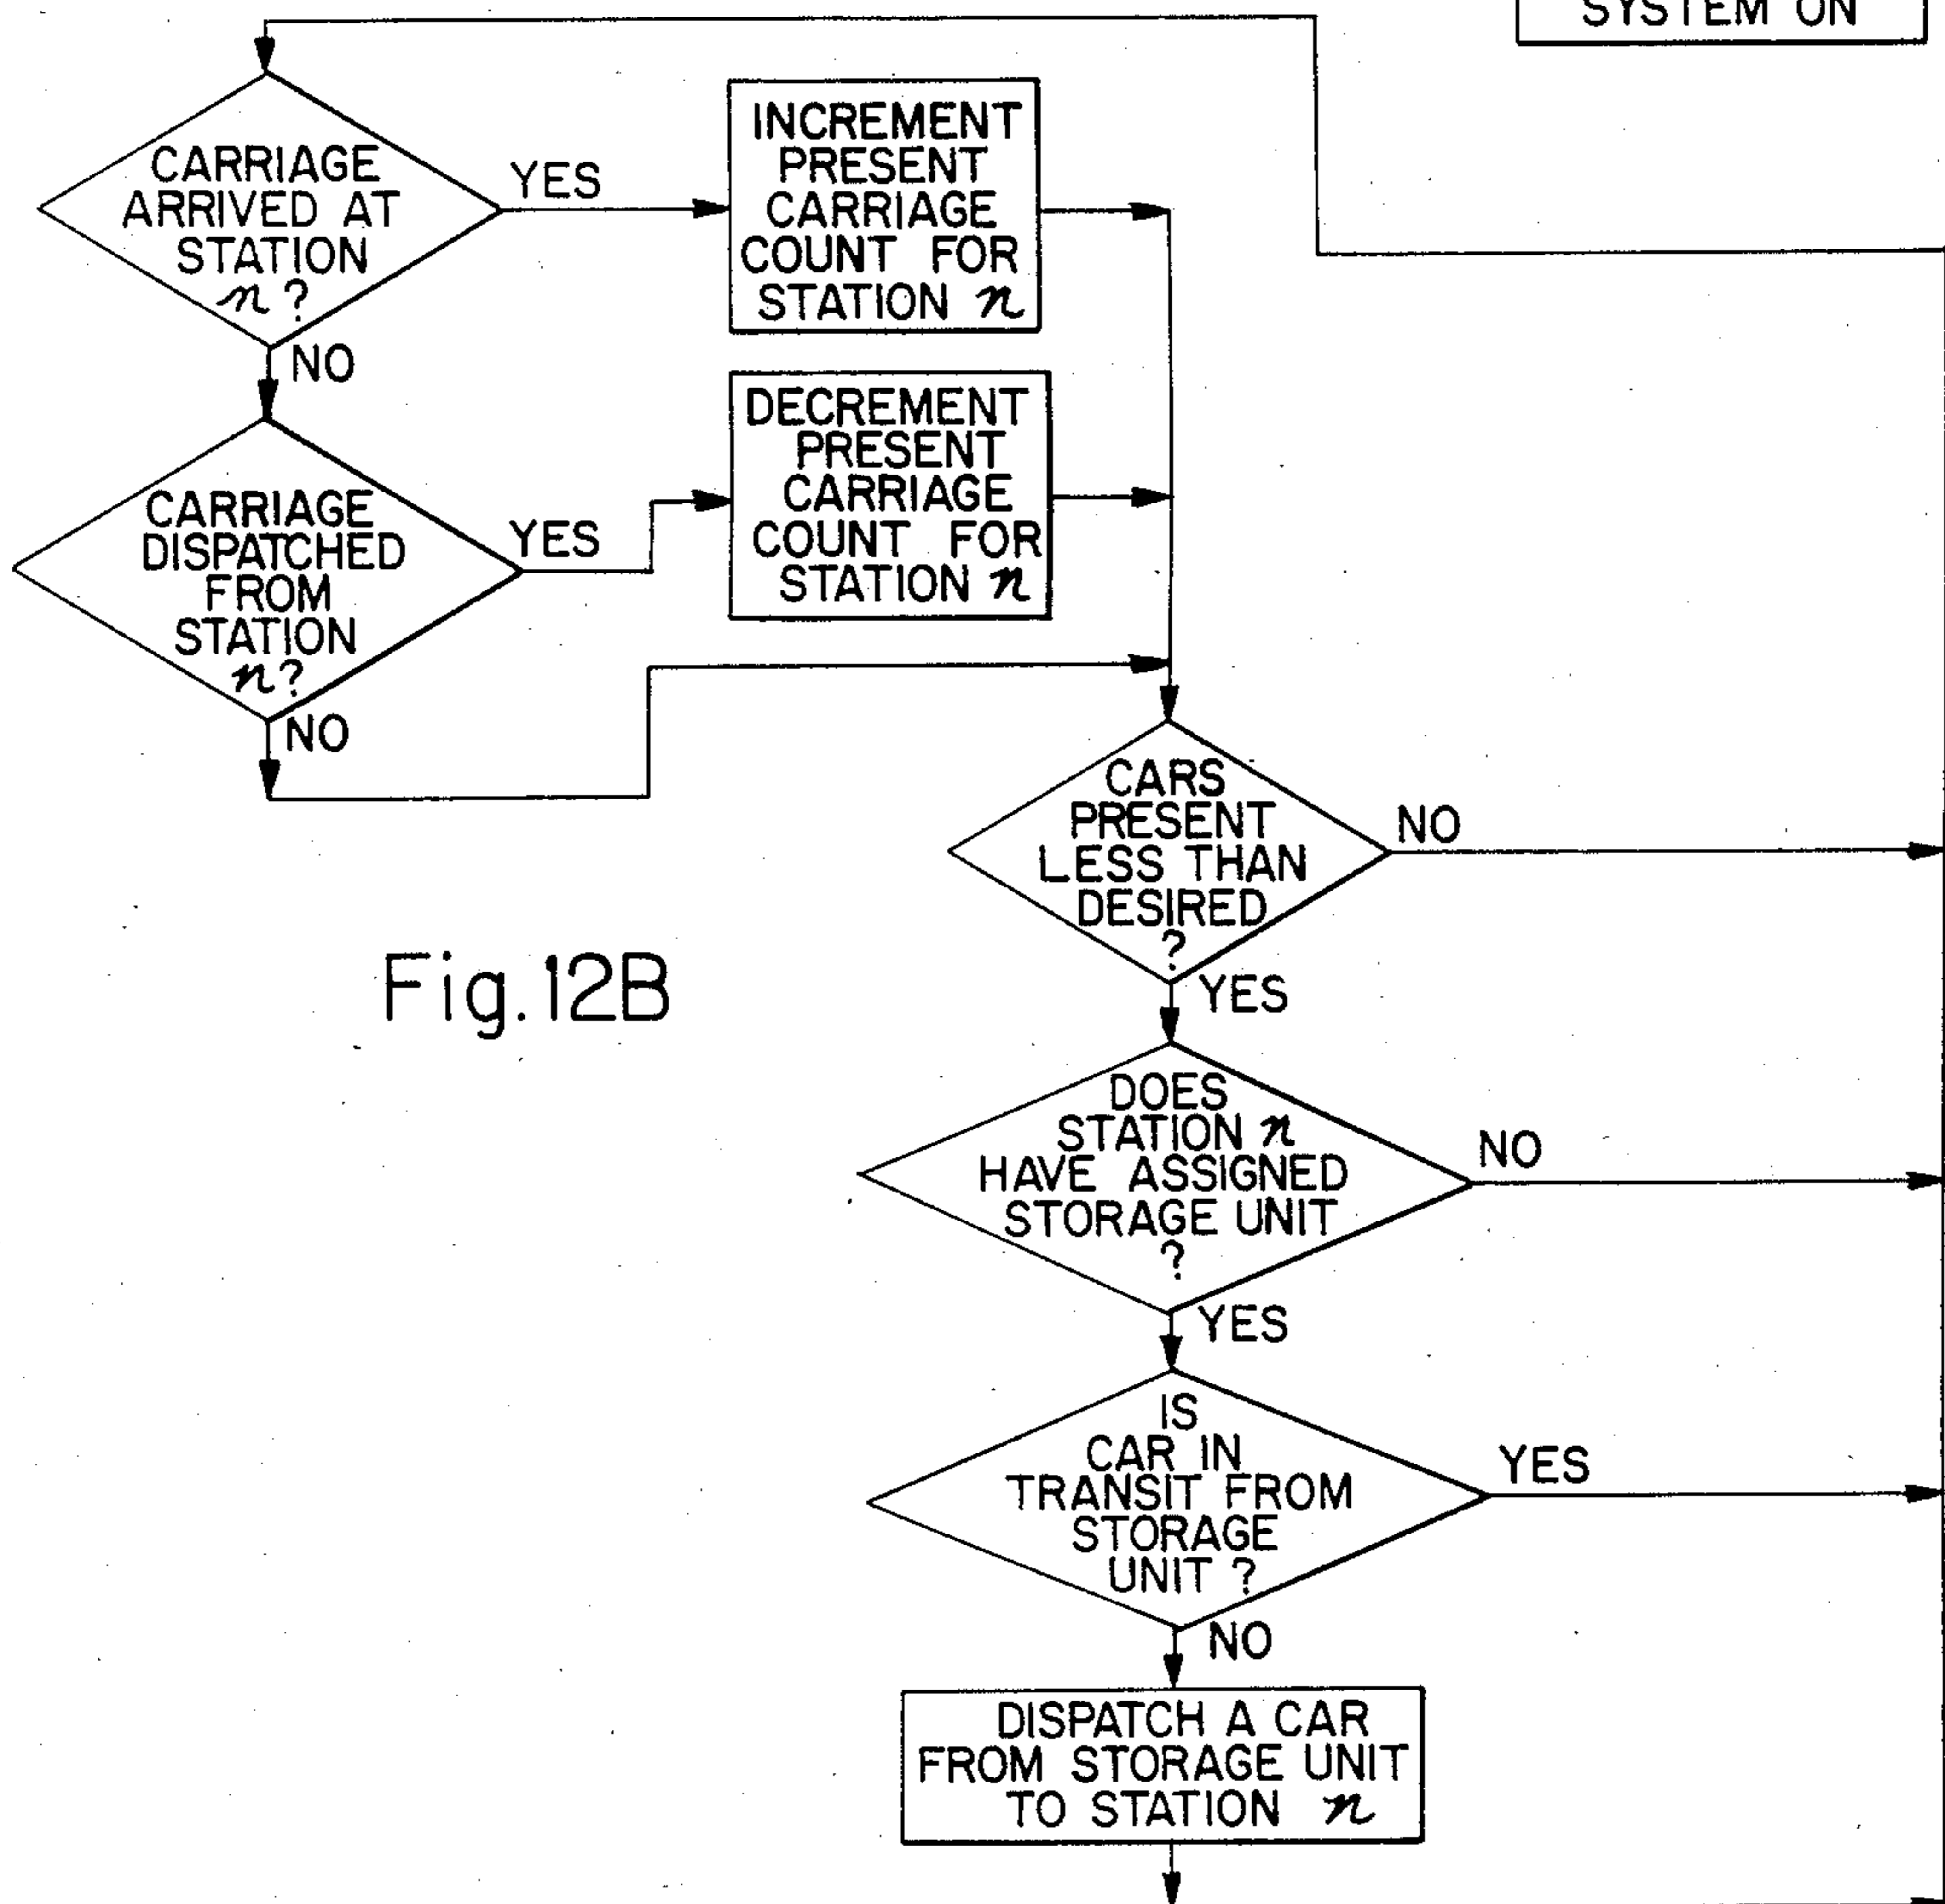 SYSTEM ON
CARRIAGE
ARRIVED AT
STATION
n?
YES
NO
INCREMENT
PRESENT
CARRIAGE
COUNT FOR
STATION n
CARRIAGE
DISPATCHED
FROM
STATION
n?
YES
NO
DECREMENT
PRESENT
CARRIAGE
COUNT FOR
STATION n
CARS
PRESENT
LESS THAN
DESIRED
?
NO
YES
Fig.12B
DOES
STATION n
HAVE ASSIGNED
STORAGE UNIT
?
NO
YES
IS
CAR IN
TRANSIT FROM
STORAGE
UNIT ?
YES
NO
DISPATCH A CAR
FROM STORAGE UNIT
TO STATION n